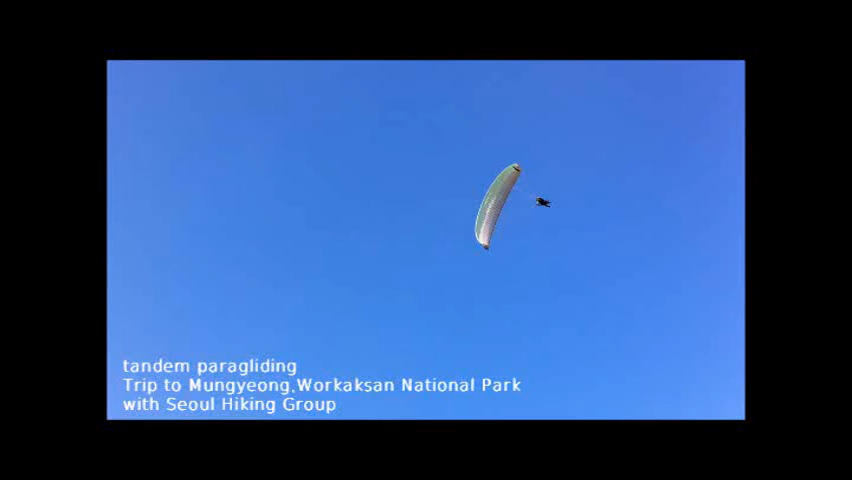 tandem paragliding
Trip to Mungyeong,Workaksan National Park
with Seoul Hiking Group